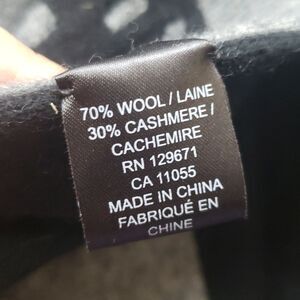 70% WOOL / LAINE
30% CASHMERE /
CACHEMIRE
RN 129671
CA 11055
MADE IN CHINA
FABRIQUÉ EN
CHINE